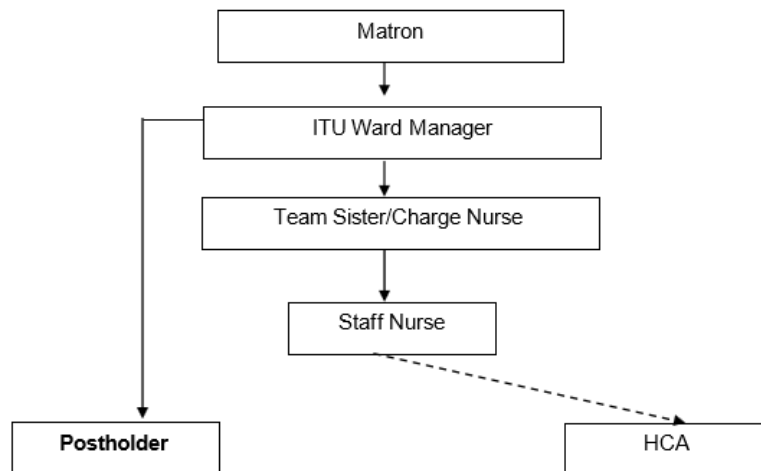 Matron
ITU Ward Manager
Team Sister/Charge Nurse
Staff Nurse
Postholder
HCA